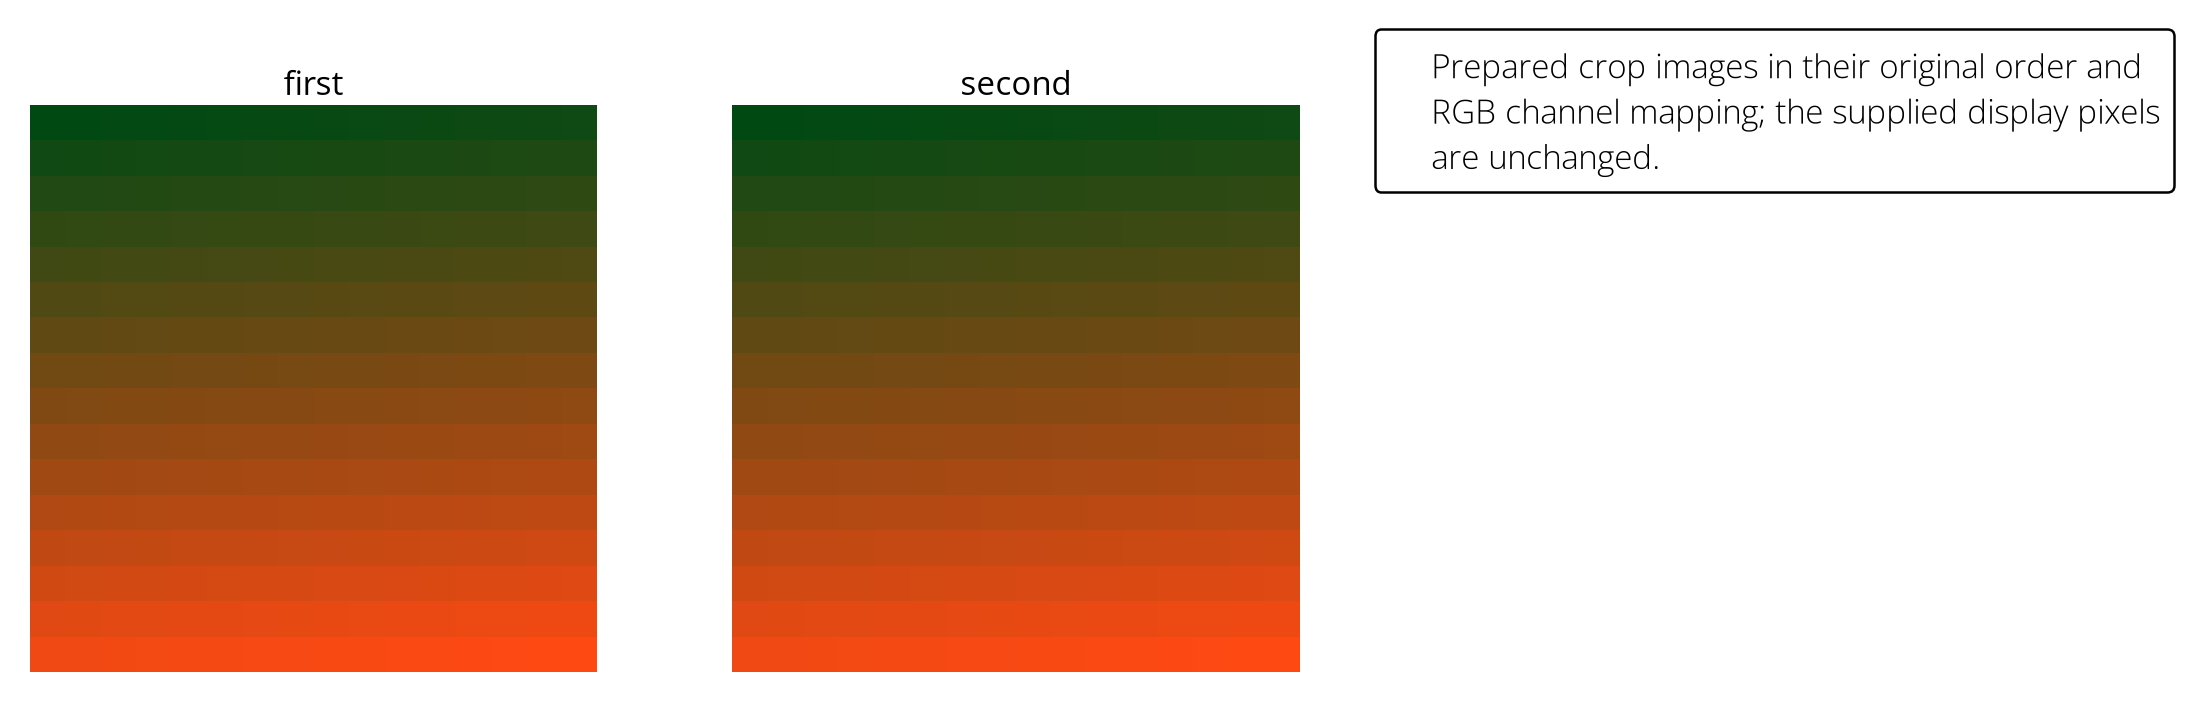 first
second
Prepared crop images in their original order and
RGB channel mapping; the supplied display pixels
are unchanged.